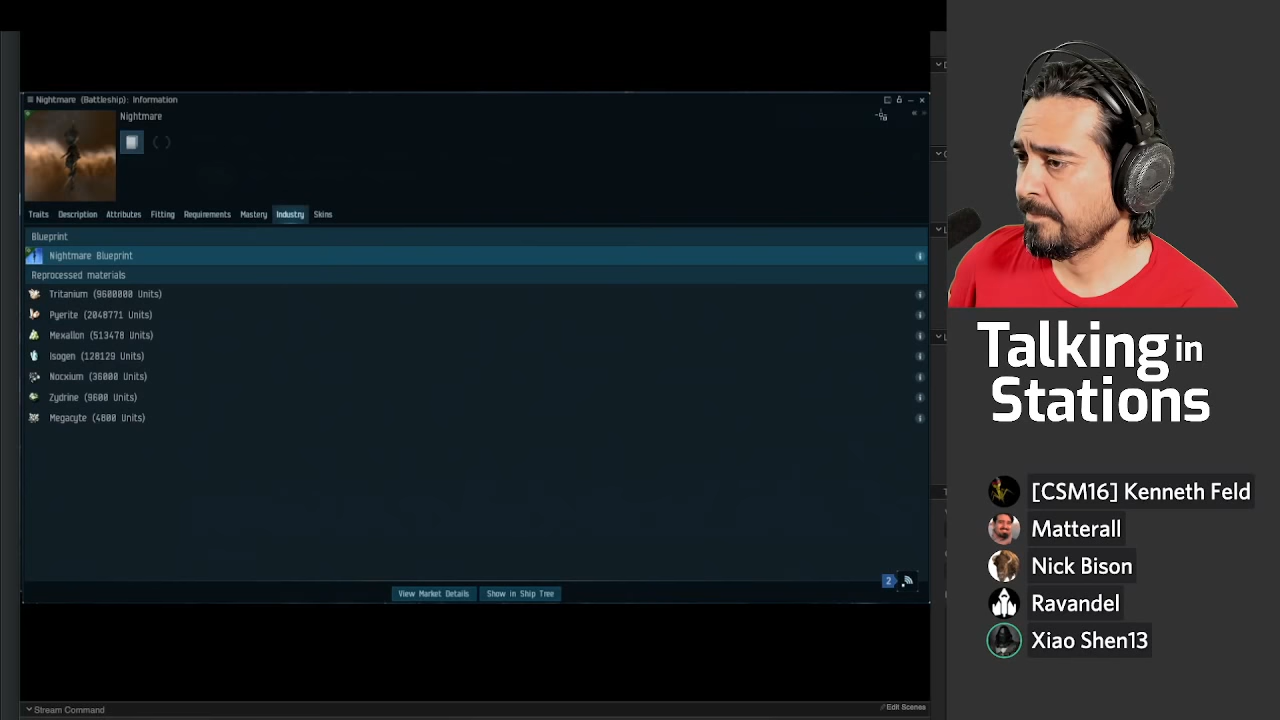 Nightmare (Battleship): Information
Nightmare
Traits Description Attributes Fitting Requirements Mastery Industry Skins
Blueprint
Nightmare Blueprint
Reprocessed materials
Tritanium (9600000 Units)
Pyerite (2048771 Units)
Mexallon (513478 Units)
Isogen (128129 Units)
Nocxium (36000 Units)
Zydrine (9600 Units)
Megacyte (4800 Units)
2
View Market Details Show in Ship Tree
Stream Command
Edit Scenes
Talking in
Stations
[CSM16] Kenneth Feld
Matterall
Nick Bison
Ravandel
Xiao Shen13